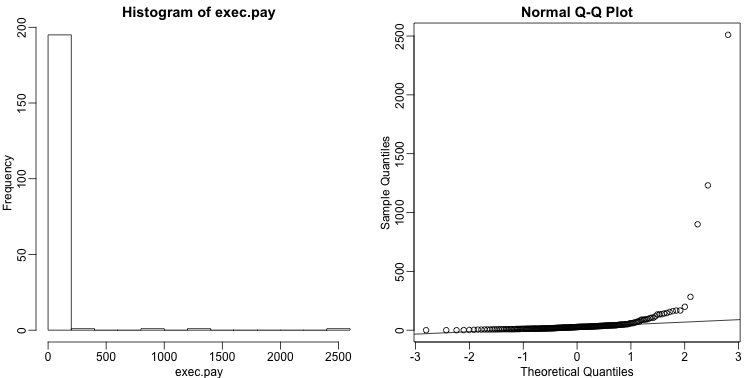 Histogram of exec.pay
Frequency
0 50 100 150 200
0 500 1000 1500 2000 2500
exec.pay
Normal Q-Q Plot
Sample Quantiles
0 500 1000 1500 2000 2500
-3 -2 -1 0 1 2 3
Theoretical Quantiles